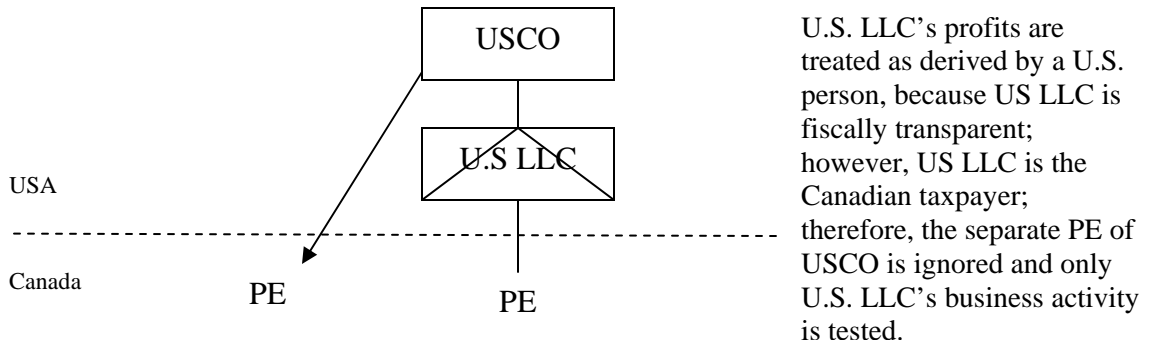 USCO
U.S LLC
USA
Canada
PE
PE
U.S. LLC's profits are
treated as derived by a U.S.
person, because US LLC is
fiscally transparent;
however, US LLC is the
Canadian taxpayer;
therefore, the separate PE of
USCO is ignored and only
U.S. LLC's business activity
is tested.